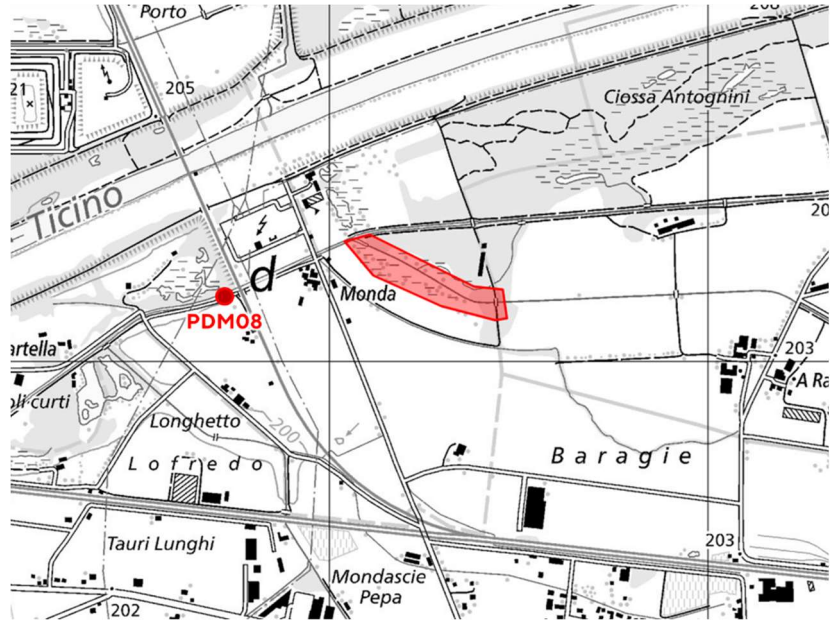 Porto
208
205
21
Ciossa Antognini
Ticino
20
d
Monda
PDM08
artella
203
A Ra
oli curti
Longhetto
200
Lofredo
Baragie
Tauri Lunghi
203
Mondascie
Pepa
202